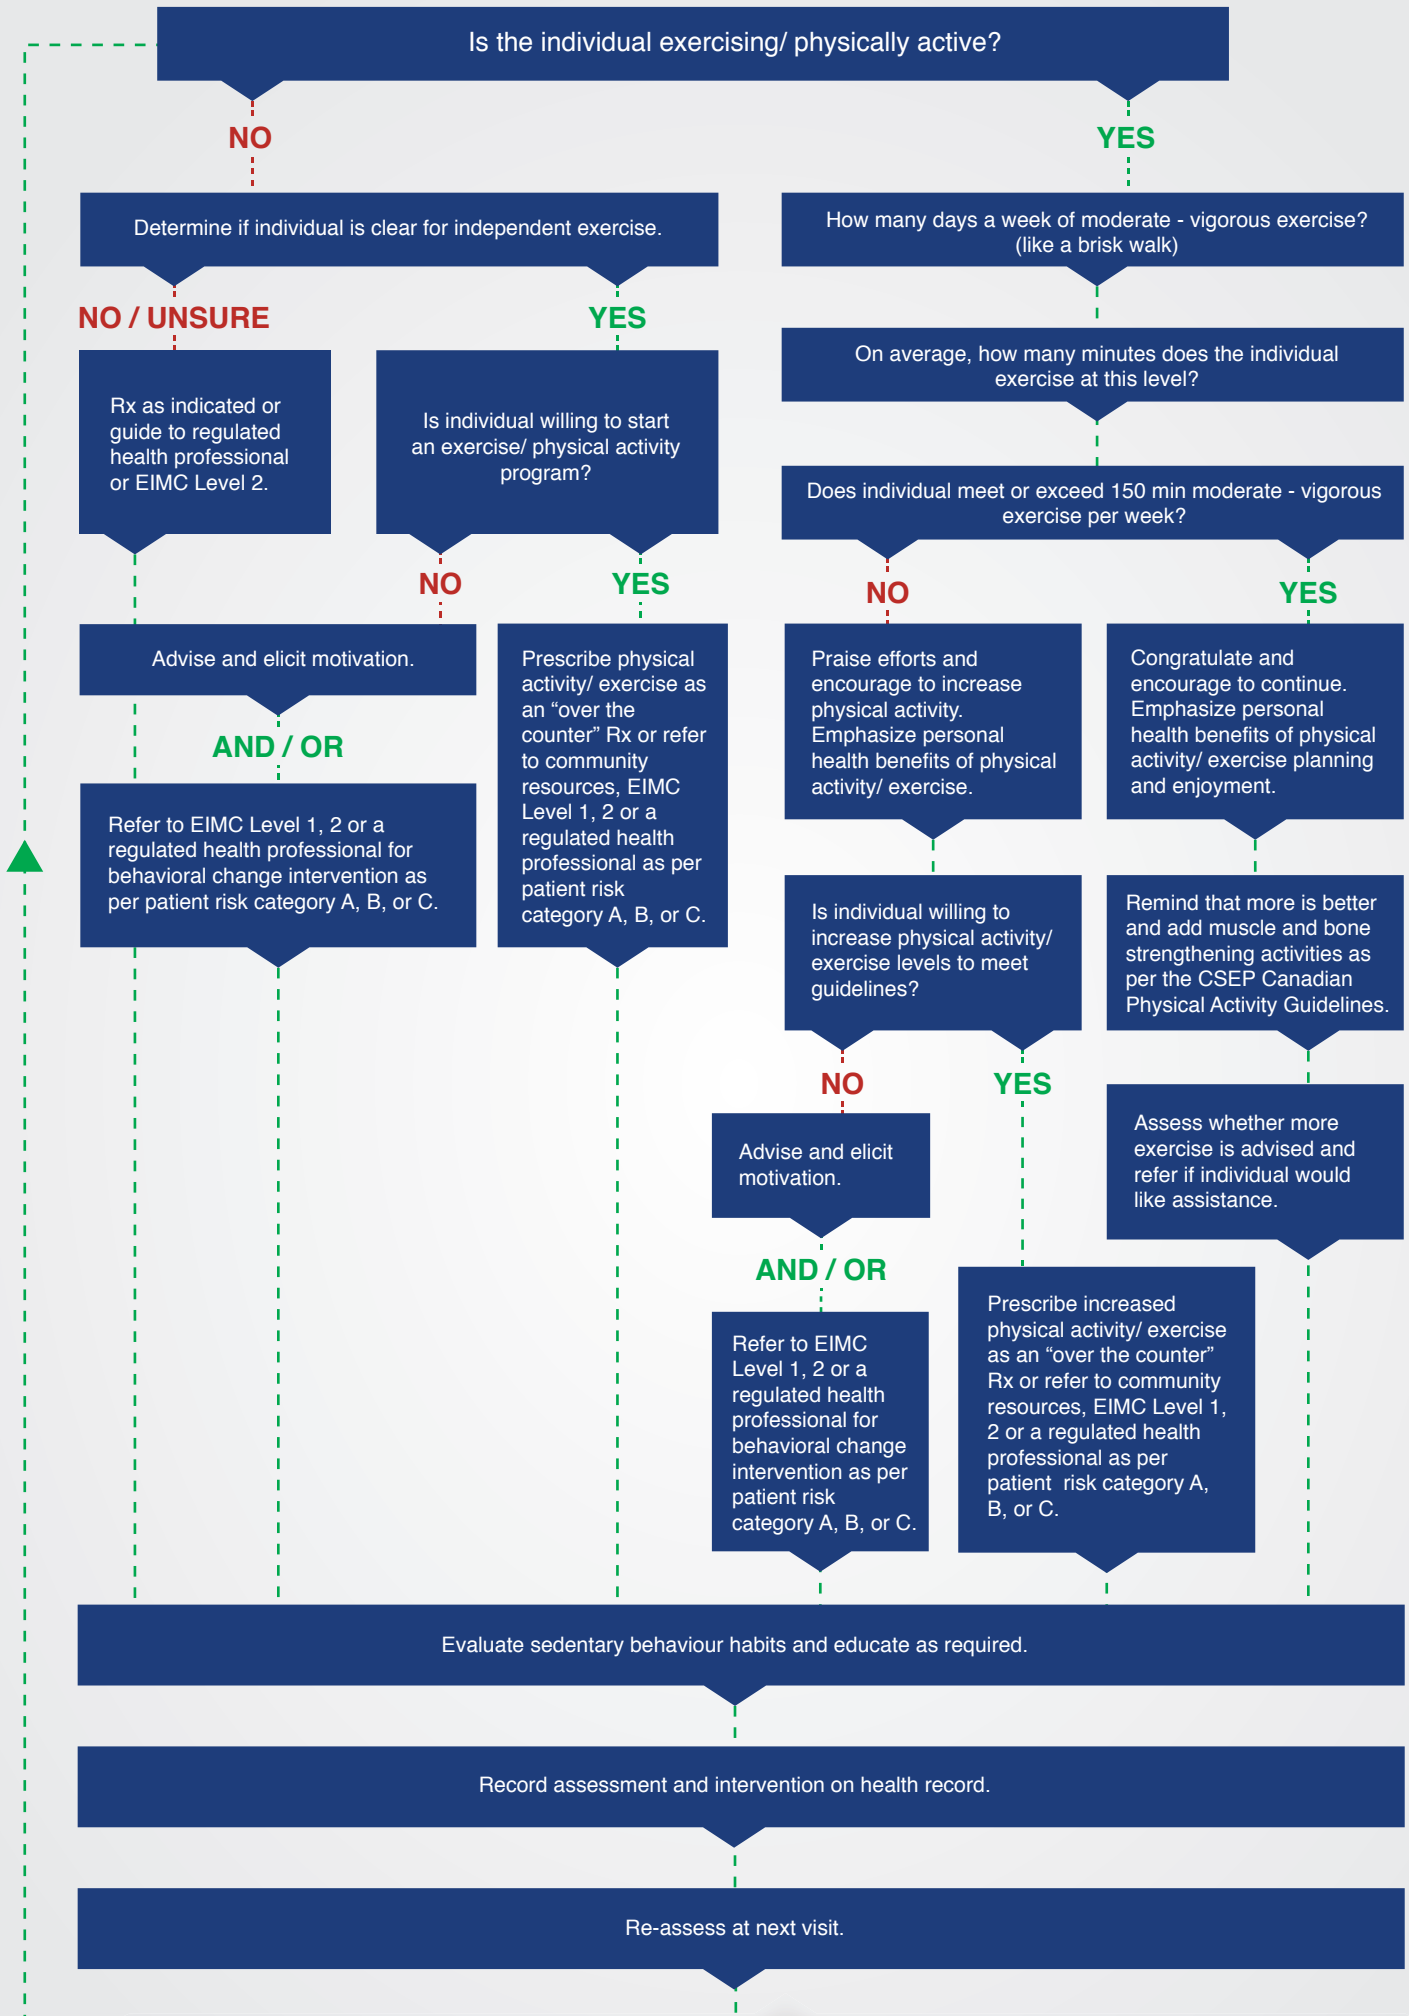 Is the individual exercising/ physically active?
NO
YES
Determine if individual is clear for independent exercise.
How many days a week of moderate - vigorous exercise?
(like a brisk walk)
NO / UNSURE
YES
On average, how many minutes does the individual
exercise at this level?
Rx as indicated or
guide to regulated
health professional
or EIMC Level 2.
Is individual willing to start
an exercise/ physical activity
program?
Does individual meet or exceed 150 min moderate - vigorous
exercise per week?
NO
YES
NO
YES
Advise and elicit motivation.
AND / OR
Refer to EIMC Level 1, 2 or a
regulated health professional for
behavioral change intervention as
per patient risk category A, B, or C.
Prescribe physical
activity/ exercise as
an “over the
counter” Rx or refer
to community
resources, EIMC
Level 1, 2 or a
regulated health
professional as per
patient risk
category A, B, or C.
Praise efforts and
encourage to increase
physical activity.
Emphasize personal
health benefits of physical
activity/ exercise.
Congratulate and
encourage to continue.
Emphasize personal
health benefits of physical
activity/ exercise planning
and enjoyment.
Is individual willing to
increase physical activity/
exercise levels to meet
guidelines?
Remind that more is better
and add muscle and bone
strengthening activities as
per the CSEP Canadian
Physical Activity Guidelines.
NO
YES
Advise and elicit
motivation.
Assess whether more
exercise is advised and
refer if individual would
like assistance.
AND / OR
Refer to EIMC
Level 1, 2 or a
regulated health
professional for
behavioral change
intervention as per
patient risk
category A, B, or C.
Prescribe increased
physical activity/ exercise
as an “over the counter”
Rx or refer to community
resources, EIMC Level 1,
2 or a regulated health
professional as per
patient risk category A,
B, or C.
Evaluate sedentary behaviour habits and educate as required.
Record assessment and intervention on health record.
Re-assess at next visit.